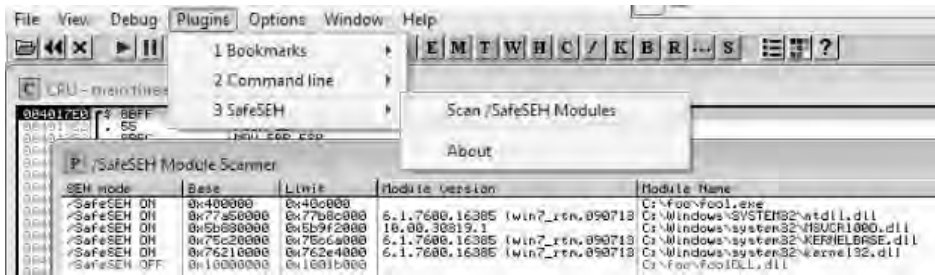 File View Debug Plugins Options Window Help
E M T W H C / K B R ... S ?
1 Bookmarks
2 Command line
3 SafeSEH
Scan /SafeSEH Modules
About
C CPU - main
004017E0 $ 8BFF
. 55
P /SafeSEH Module Scanner
SEH mode Base Limit Module version Module Name
/SafeSEH ON 0x400000 0x40c000 C:\foo\foo1.exe
/SafeSEH ON 0x77a50000 0x77b8c000 6.1.7600.16385 (win7_rtm.090713 C:\Windows\SYSTEM32\ntdll.dll
/SafeSEH ON 0x5b880000 0x5b9f2000 10.00.30319.1 C:\Windows\system32\MSVCR100D.dll
/SafeSEH ON 0x75c20000 0x75c6a000 6.1.7600.16385 (win7_rtm.090713 C:\Windows\system32\KERNELBASE.dll
/SafeSEH ON 0x76210000 0x762e4000 6.1.7600.16385 (win7_rtm.090713 C:\Windows\system32\kernel32.dll
/SafeSEH OFF 0x10000000 0x1001b000 C:\foo\foo1DLL.dll